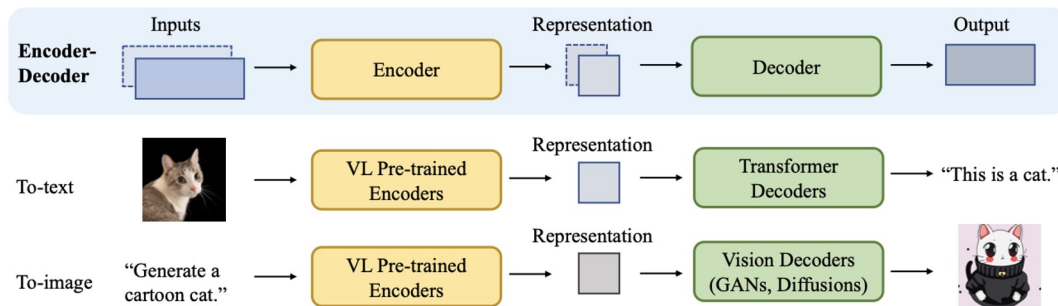 Inputs
Representation
Output
Encoder-
Decoder
Encoder
Decoder
Representation
To-text
VL Pre-trained
Encoders
Transformer
Decoders
“This is a cat.”
Representation
To-image
“Generate a
cartoon cat.”
VL Pre-trained
Encoders
Vision Decoders
(GANs, Diffusions)